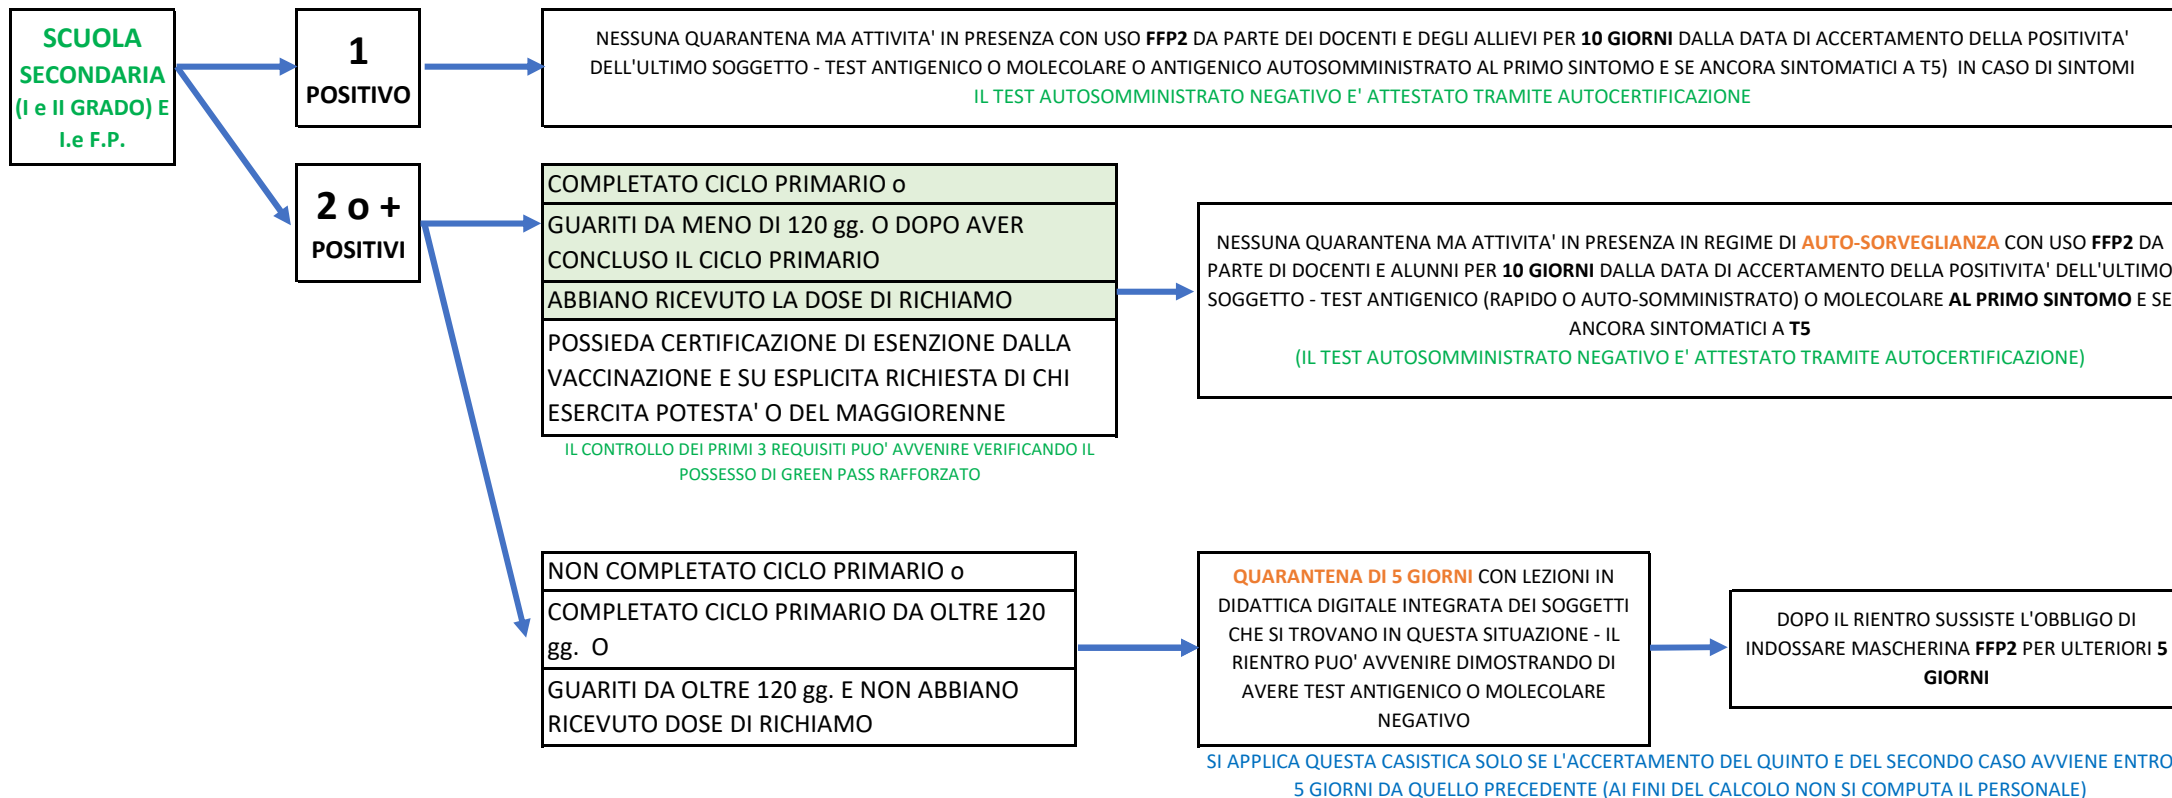 SCUOLA
SECONDARIA
(I e II GRADO) E
I.e F.P.
1
POSITIVO
NESSUNA QUARANTENA MA ATTIVITA' IN PRESENZA CON USO FFP2 DA PARTE DEI DOCENTI E DEGLI ALLIEVI PER 10 GIORNI DALLA DATA DI ACCERTAMENTO DELLA POSITIVITA'
DELL'ULTIMO SOGGETTO - TEST ANTIGENICO O MOLECOLARE O ANTIGENICO AUTOSOMMINISTRATO AL PRIMO SINTOMO E SE ANCORA SINTOMATICI A T5) IN CASO DI SINTOMI
IL TEST AUTOSOMMINISTRATO NEGATIVO E' ATTESTATO TRAMITE AUTOCERTIFICAZIONE
2 o +
POSITIVI
COMPLETATO CICLO PRIMARIO o
GUARITI DA MENO DI 120 gg. O DOPO AVER
CONCLUSO IL CICLO PRIMARIO
ABBIANO RICEVUTO LA DOSE DI RICHIAMO
POSSIEDA CERTIFICAZIONE DI ESENZIONE DALLA
VACCINAZIONE E SU ESPLICITA RICHIESTA DI CHI
ESERCITA POTESTA' O DEL MAGGIORENNE
IL CONTROLLO DEI PRIMI 3 REQUISITI PUO' AVVENIRE VERIFICANDO IL
POSSESSO DI GREEN PASS RAFFORZATO
NESSUNA QUARANTENA MA ATTIVITA' IN PRESENZA IN REGIME DI AUTO-SORVEGLIANZA CON USO FFP2 DA
PARTE DI DOCENTI E ALUNNI PER 10 GIORNI DALLA DATA DI ACCERTAMENTO DELLA POSITIVITA' DELL'ULTIMO
SOGGETTO - TEST ANTIGENICO (RAPIDO O AUTO-SOMMINISTRATO) O MOLECOLARE AL PRIMO SINTOMO E SE
ANCORA SINTOMATICI A T5
(IL TEST AUTOSOMMINISTRATO NEGATIVO E' ATTESTATO TRAMITE AUTOCERTIFICAZIONE)
NON COMPLETATO CICLO PRIMARIO o
COMPLETATO CICLO PRIMARIO DA OLTRE 120
gg. O
GUARITI DA OLTRE 120 gg. E NON ABBIANO
RICEVUTO DOSE DI RICHIAMO
QUARANTENA DI 5 GIORNI CON LEZIONI IN
DIDATTICA DIGITALE INTEGRATA DEI SOGGETTI
CHE SI TROVANO IN QUESTA SITUAZIONE - IL
RIENTRO PUO' AVVENIRE DIMOSTRANDO DI
AVERE TEST ANTIGENICO O MOLECOLARE
NEGATIVO
DOPO IL RIENTRO SUSSISTE L'OBBLIGO DI
INDOSSARE MASCHERINA FFP2 PER ULTERIORI 5
GIORNI
SI APPLICA QUESTA CASISTICA SOLO SE L'ACCERTAMENTO DEL QUINTO E DEL SECONDO CASO AVVIENE ENTRO
5 GIORNI DA QUELLO PRECEDENTE (AI FINI DEL CALCOLO NON SI COMPUTA IL PERSONALE)